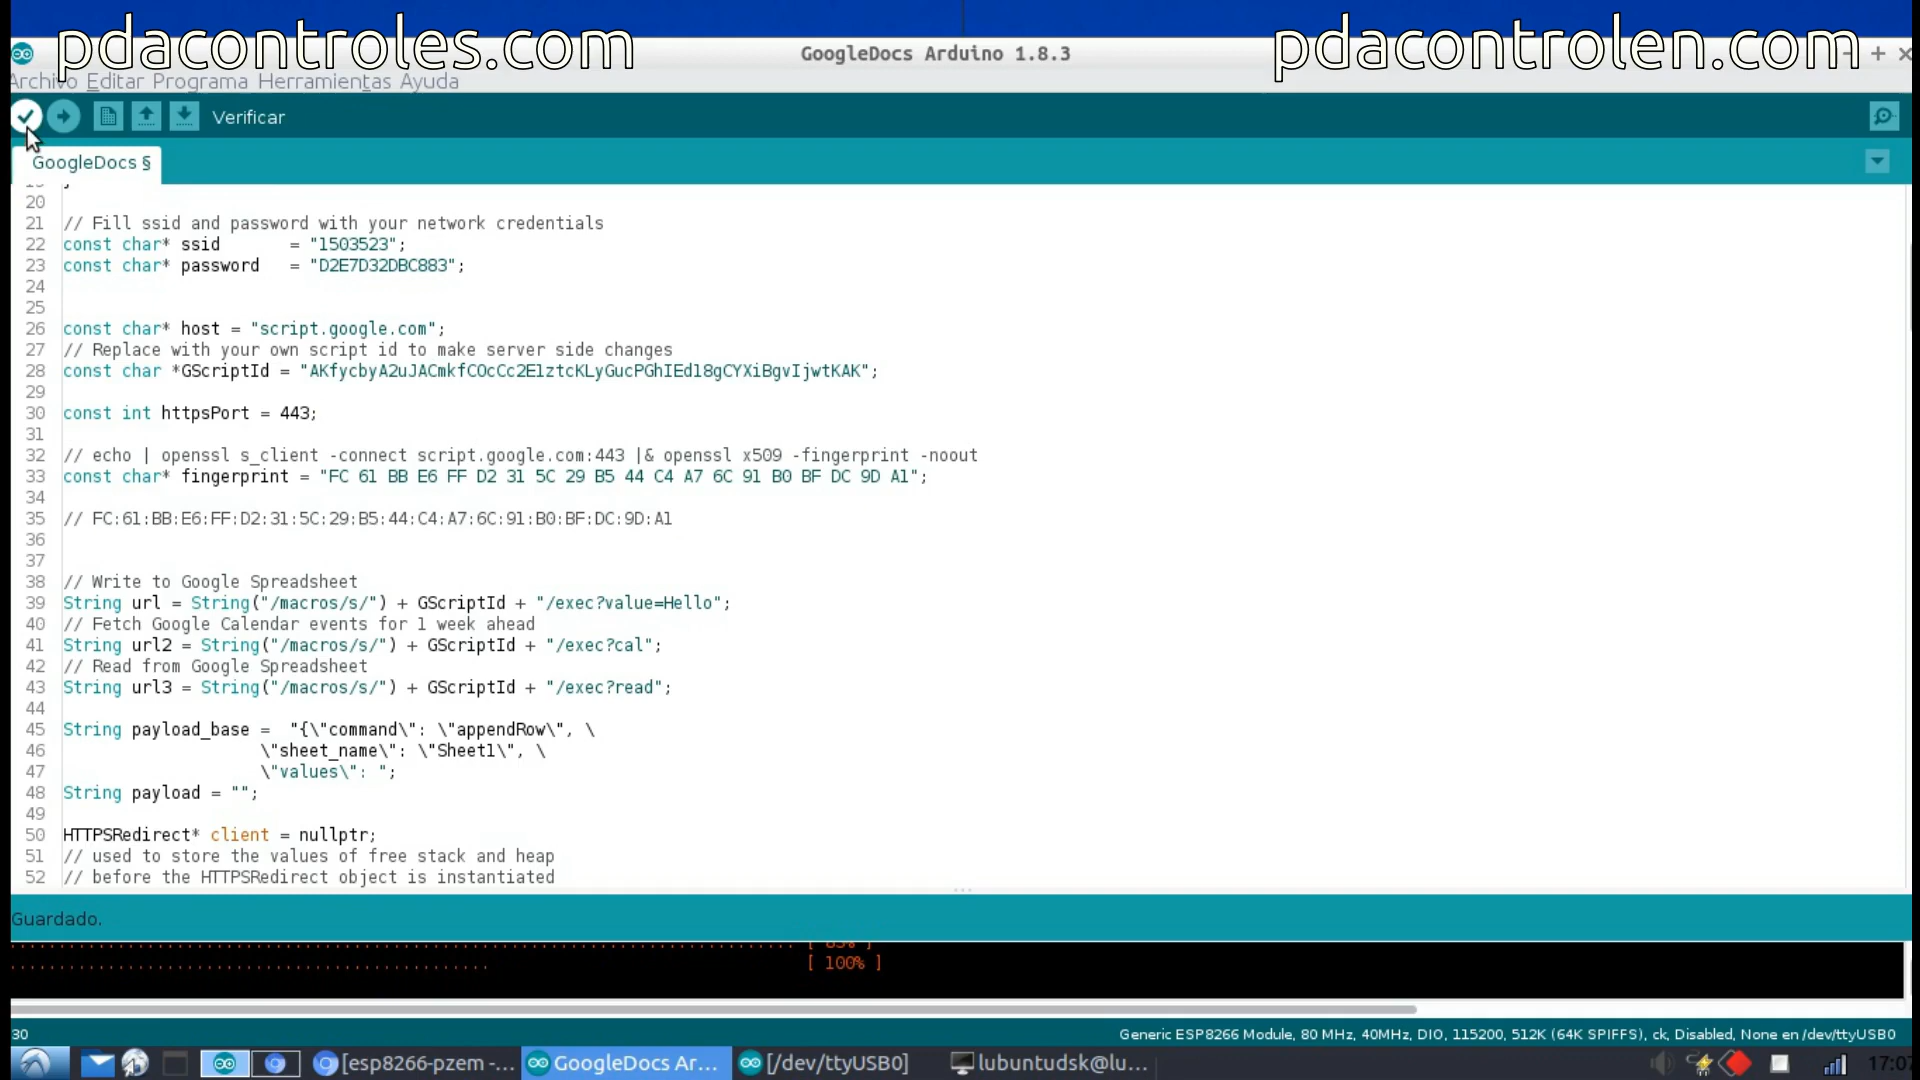 pdacontroles.com
pdacontrolen.com
GoogleDocs Arduino 1.8.3
Archivo Editar Programa Herramientas Ayuda
Verificar
GoogleDocs §
20
21 // Fill ssid and password with your network credentials
22 const char* ssid = "1503523";
23 const char* password = "D2E7D32DBC883";
24
25
26 const char* host = "script.google.com";
27 // Replace with your own script id to make server side changes
28 const char *GScriptId = "AKfycbyA2uJACmkfCOcCc2ElztcKLyGucPGhIEdl8gCYXiBgvIjwtKAK";
29
30 const int httpsPort = 443;
31
32 // echo | openssl s_client -connect script.google.com:443 |& openssl x509 -fingerprint -noout
33 const char* fingerprint = "FC 61 BB E6 FF D2 31 5C 29 B5 44 C4 A7 6C 91 B0 BF DC 9D A1";
34
35 // FC:61:BB:E6:FF:D2:31:5C:29:B5:44:C4:A7:6C:91:B0:BF:DC:9D:A1
36
37
38 // Write to Google Spreadsheet
39 String url = String("/macros/s/") + GScriptId + "/exec?value=Hello";
40 // Fetch Google Calendar events for 1 week ahead
41 String url2 = String("/macros/s/") + GScriptId + "/exec?cal";
42 // Read from Google Spreadsheet
43 String url3 = String("/macros/s/") + GScriptId + "/exec?read";
44
45 String payload_base = "{\"command\": \"appendRow\", \
46 \"sheet_name\": \"Sheet1\", \
47 \"values\": ";
48 String payload = "";
49
50 HTTPSRedirect* client = nullptr;
51 // used to store the values of free stack and heap
52 // before the HTTPSRedirect object is instantiated
Guardado.
[ 100% ]
30
Generic ESP8266 Module, 80 MHz, 40MHz, DIO, 115200, 512K (64K SPIFFS), ck, Disabled, None en /dev/ttyUSB0
[esp8266-pzem -...
GoogleDocs Ar...
[/dev/ttyUSB0]
lubuntudsk@lu...